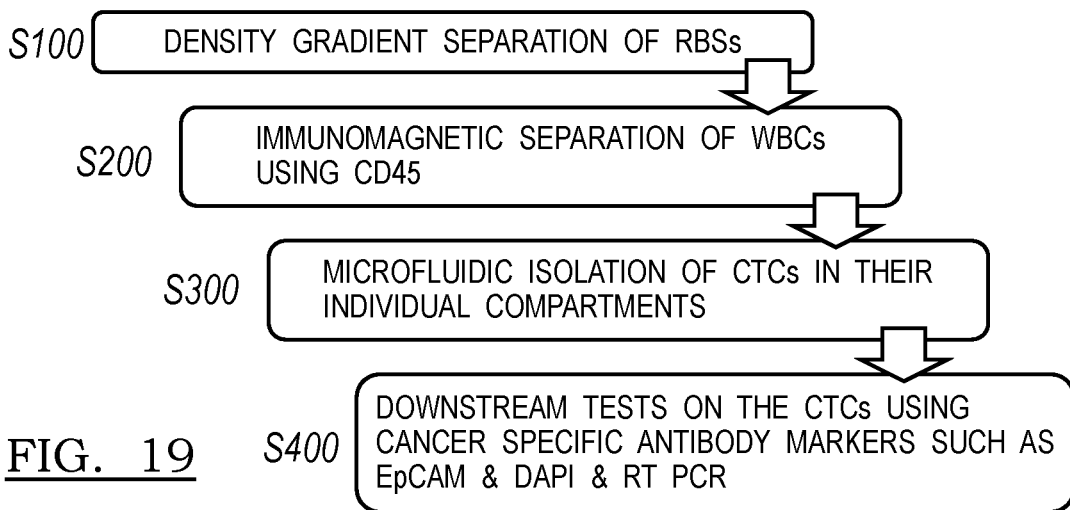 S100
DENSITY GRADIENT SEPARATION OF RBSs
S200
IMMUNOMAGNETIC SEPARATION OF WBCs
USING CD45
S300
MICROFLUIDIC ISOLATION OF CTCs IN THEIR
INDIVIDUAL COMPARTMENTS
S400
DOWNSTREAM TESTS ON THE CTCs USING
CANCER SPECIFIC ANTIBODY MARKERS SUCH AS
EpCAM & DAPI & RT PCR
FIG. 19